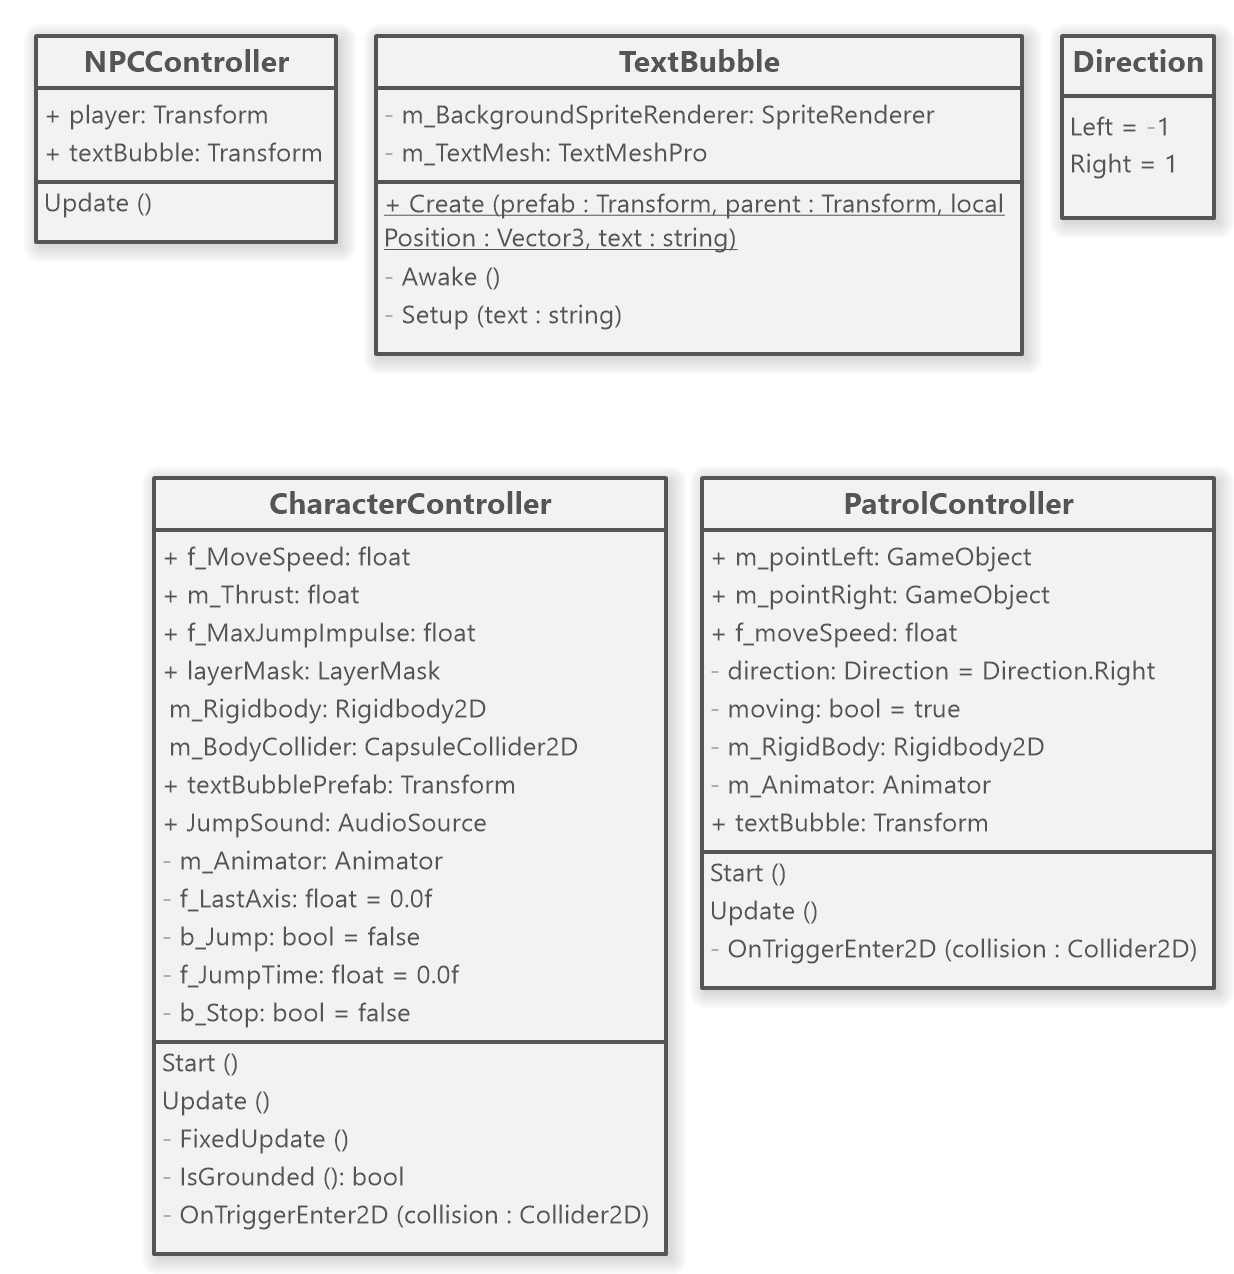 NPCController
+ player: Transform
+ textBubble: Transform
Update ()
TextBubble
- m_BackgroundSpriteRenderer: SpriteRenderer
- m_TextMesh: TextMeshPro
+ Create (prefab : Transform, parent : Transform, local
Position : Vector3, text : string)
- Awake ()
- Setup (text : string)
Direction
Left = -1
Right = 1
CharacterController
+ f_MoveSpeed: float
+ m_Thrust: float
+ f_MaxJumpImpulse: float
+ layerMask: LayerMask
m_Rigidbody: Rigidbody2D
m_BodyCollider: CapsuleCollider2D
+ textBubblePrefab: Transform
+ JumpSound: AudioSource
- m_Animator: Animator
- f_LastAxis: float = 0.0f
- b_Jump: bool = false
- f_JumpTime: float = 0.0f
- b_Stop: bool = false
Start ()
Update ()
- FixedUpdate ()
- IsGrounded (): bool
- OnTriggerEnter2D (collision : Collider2D)
PatrolController
+ m_pointLeft: GameObject
+ m_pointRight: GameObject
+ f_moveSpeed: float
- direction: Direction = Direction.Right
- moving: bool = true
- m_RigidBody: Rigidbody2D
- m_Animator: Animator
+ textBubble: Transform
Start ()
Update ()
- OnTriggerEnter2D (collision : Collider2D)